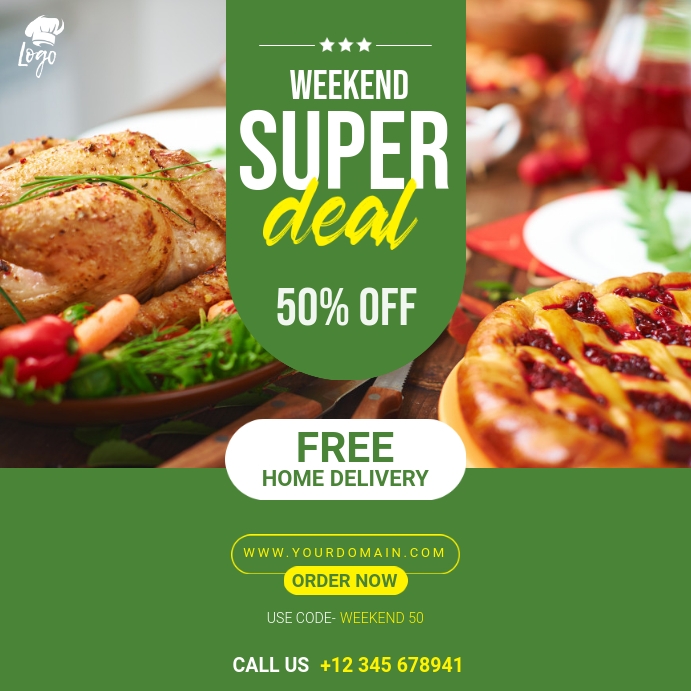 Logo
WEEKEND
SUPER
deal
50% OFF
FREE
HOME DELIVERY
WWW.YOURDOMAIN.COM
ORDER NOW
USE CODE- WEEKEND 50
CALL US +12 345 678941